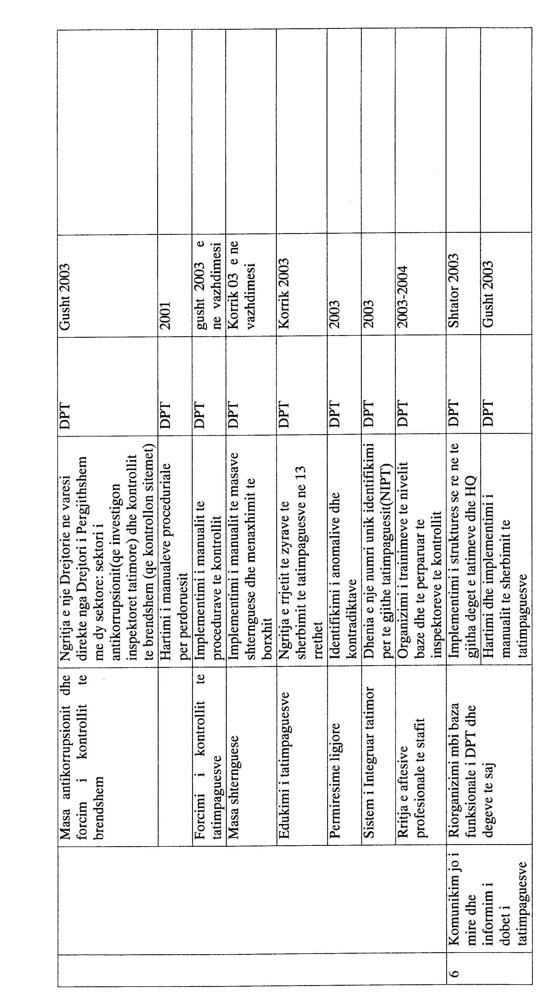 Masa antikorrupsionit dhe
forcim i kontrollit te
brendshem
Ngritja e nje Drejtorie ne varesi
direkte nga Drejtori i Pergjithshem
me dy sektore: sektori i
antikorrupsionit(qe investigon
inspektoret tatimore) dhe kontrollit
te brendshem (qe kontrollon sitemet)
DPT
Gusht 2003
Hartimi i manualeve proceduriale
per perdoruesit
DPT
2001
Forcimi i kontrollit te
tatimpaguesve
Implementimi i manualit te
procedurave te kontrollit
DPT
gusht 2003 e
ne vazhdimesi
Masa shternguese
Implementimi i manualit te masave
shternguese dhe menaxhimit te
borxhit
DPT
Korrik 03 e ne
vazhdimesi
Edukimi i tatimpaguesve
Ngritja e rrjetit te zyrave te
sherbimit te tatimpaguesve ne 13
rrethet
DPT
Korrik 2003
Permiresime ligjore
Identifikimi i anomalive dhe
kontradiktave
DPT
2003
Sistem i Integruar tatimor
Dhenia e nje numri unik identifikimi
per te gjithe tatimpaguesit(NIPT)
DPT
2003
Rritja e aftesive
profesionale te stafit
Organizimi i trainimeve te nivelit
baze dhe te perparuar te
inspektoreve te kontrollit
DPT
2003-2004
6
Komunikim jo i
mire dhe
informim i
dobet i
tatimpaguesve
Riorganizimi mbi baza
funksionale i DPT dhe
degeve te saj
Implementimi i struktures se re ne te
gjitha deget e tatimeve dhe HQ
DPT
Shtator 2003
Hartimi dhe implementimi i
manualit te sherbimit te
tatimpaguesve
DPT
Gusht 2003